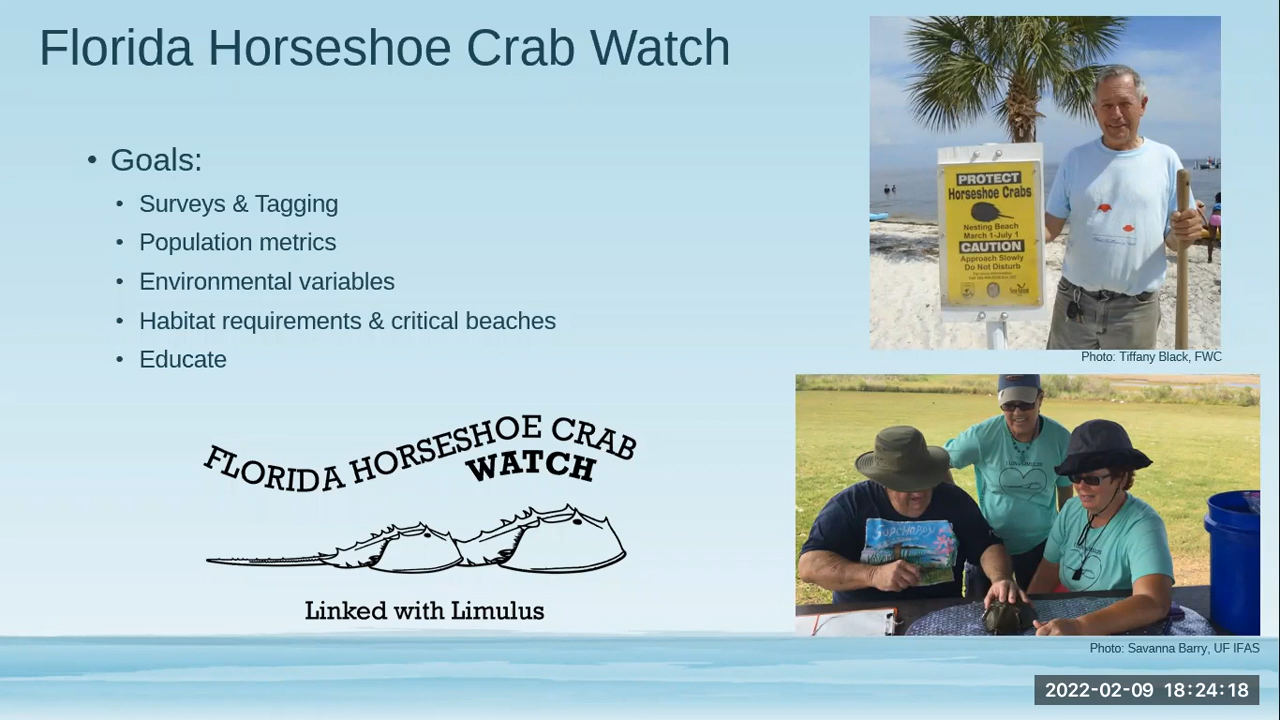 Florida Horseshoe Crab Watch
• Goals:
• Surveys & Tagging
• Population metrics
• Environmental variables
• Habitat requirements & critical beaches
• Educate
FLORIDA HORSESHOE CRAB
WATCH
Linked with Limulus
PROTECT
Horseshoe Crabs
Nesting Beach
March 1-July 1
CAUTION
Approach Slowly
Do Not Disturb
Photo: Tiffany Black, FWC
Photo: Savanna Barry, UF IFAS
2022-02-09 18:24:18